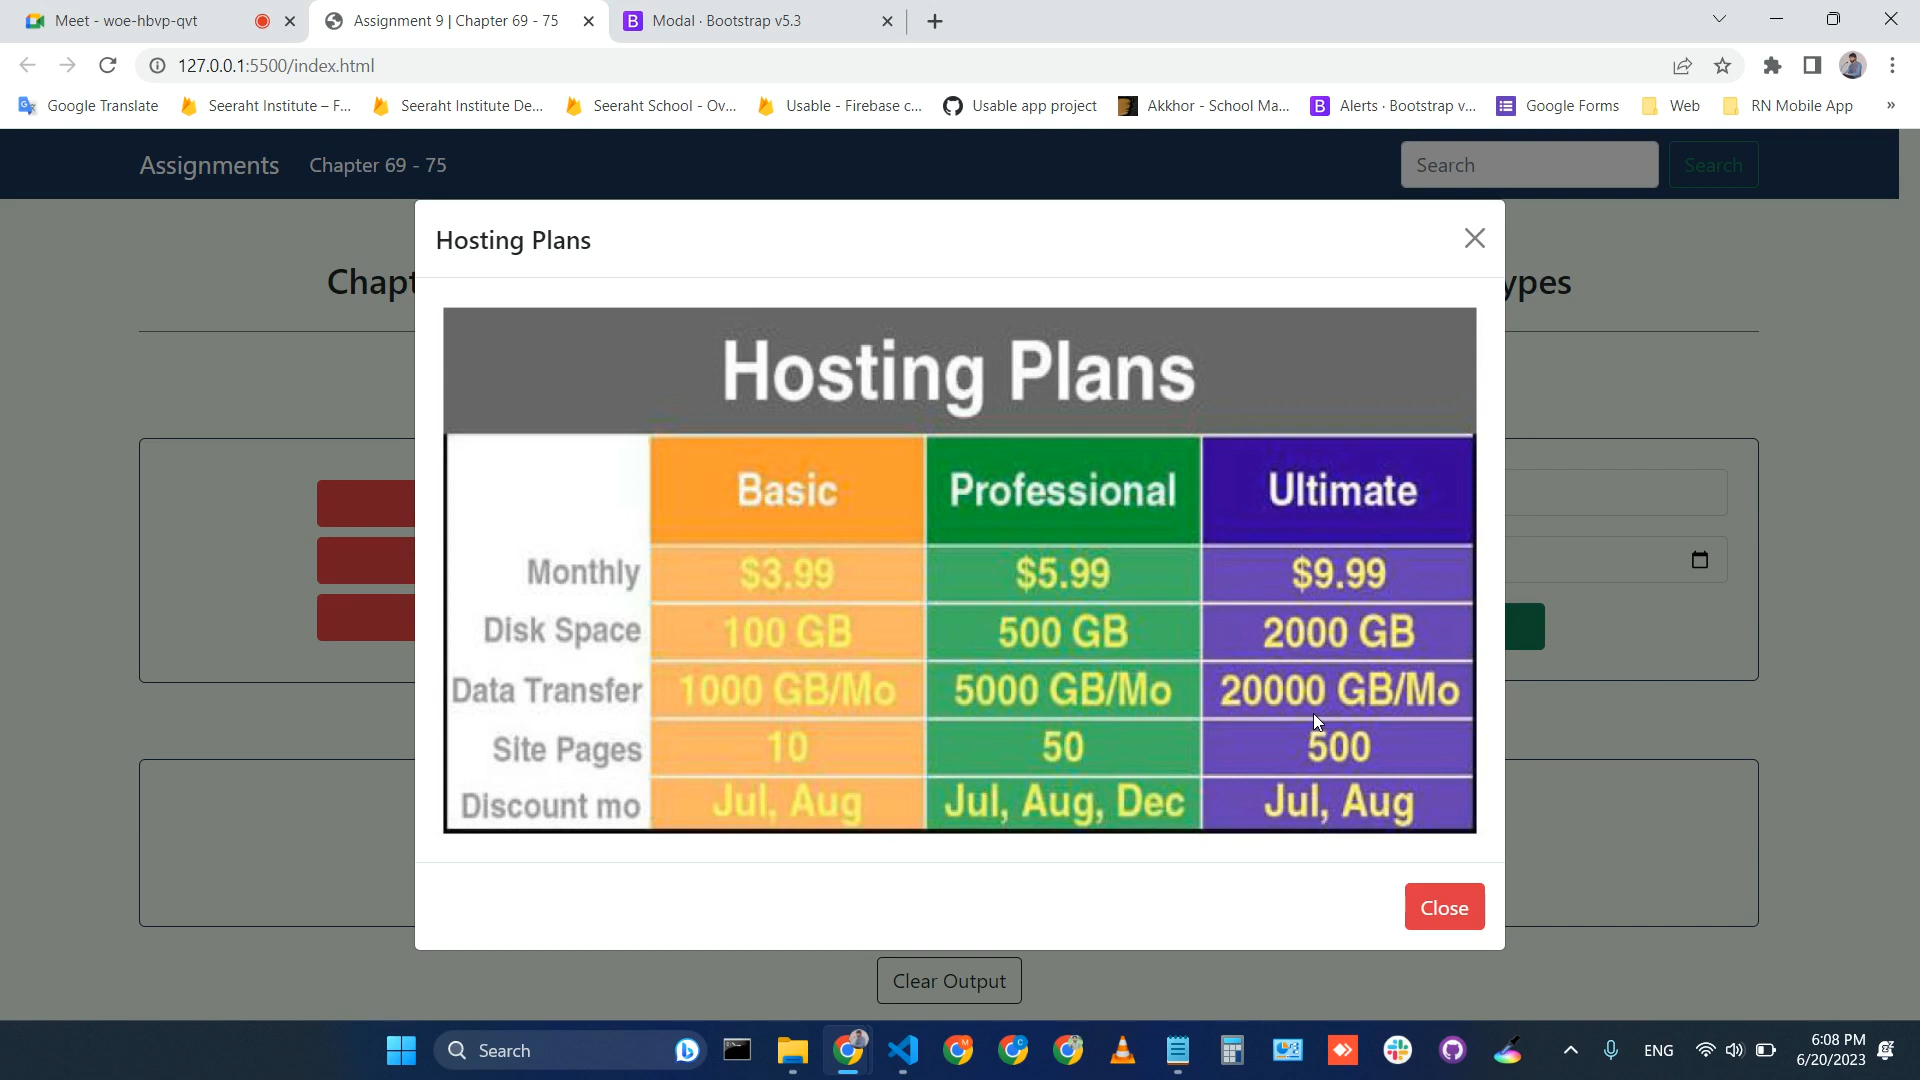 Meet - woe-hbvp-qvt
Assignment 9 | Chapter 69 - 75
Modal · Bootstrap v5.3
127.0.0.1:5500/index.html
Google Translate
Seeraht Institute – F...
Seeraht Institute De...
Seeraht School - Ov...
Usable - Firebase c...
Usable app project
Akkhor - School Ma...
Alerts · Bootstrap v...
Google Forms
Web
RN Mobile App
»
Assignments Chapter 69 - 75 Search Search
Hosting Plans
Chapt
ypes
Hosting Plans
Basic Professional Ultimate
Monthly $3.99 $5.99 $9.99
Disk Space 100 GB 500 GB 2000 GB
Data Transfer 1000 GB/Mo 5000 GB/Mo 20000 GB/Mo
Site Pages 10 50 500
Discount mo Jul, Aug Jul, Aug, Dec Jul, Aug
Close
Clear Output
Search
ENG
6:08 PM
6/20/2023